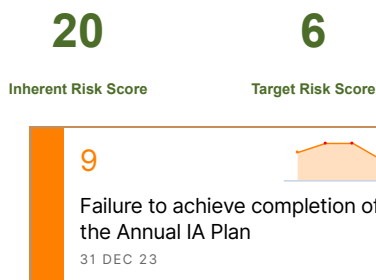 20 6
Inherent Risk Score Target Risk Score
9
Failure to achieve completion of
the Annual IA Plan
31 DEC 23